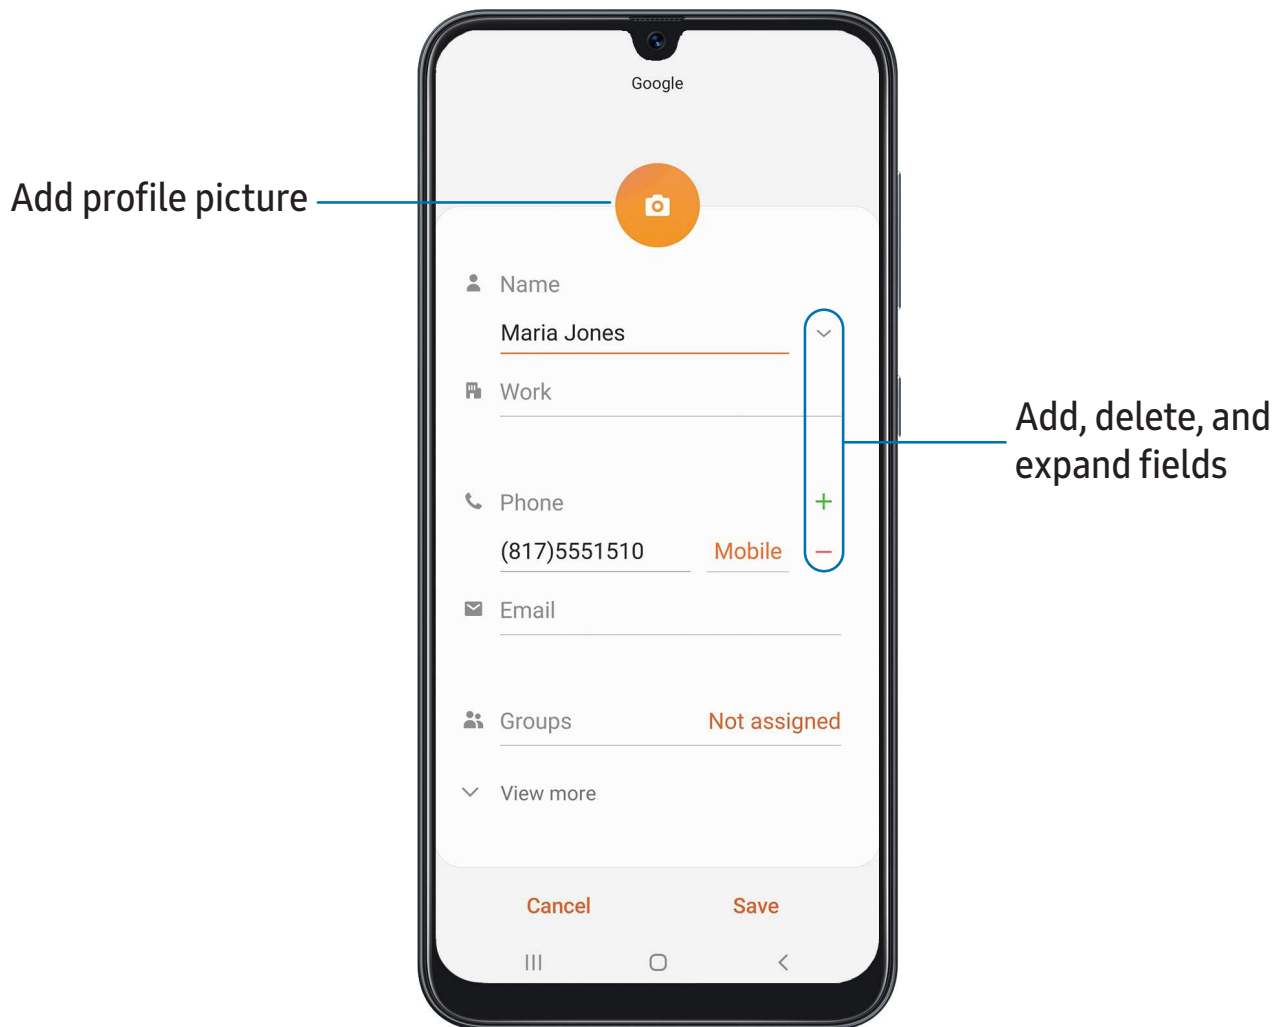 Google
Add profile picture
Name
Maria Jones
Work
Add, delete, and
expand fields
Phone
(817)5551510 Mobile
Email
Groups Not assigned
View more
Cancel Save